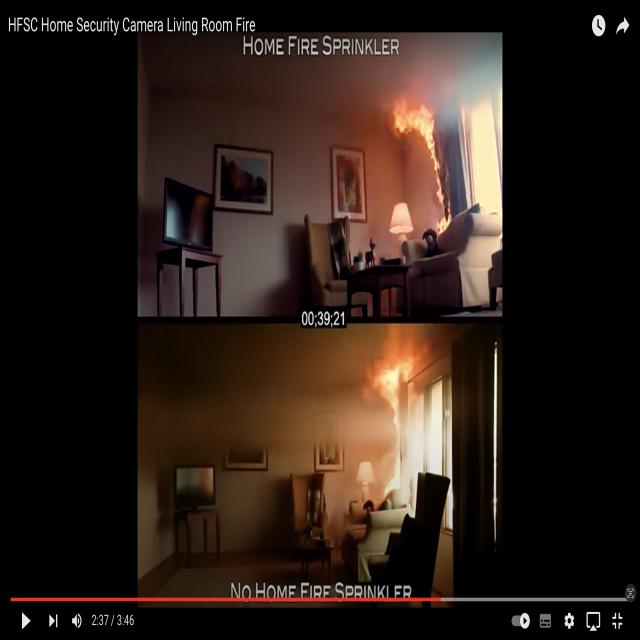 HFSC Home Security Camera Living Room Fire
HOME FIRE SPRINKLER
00;39;21
NO HOME FIRE SPRINKLER
2:37 / 3:46